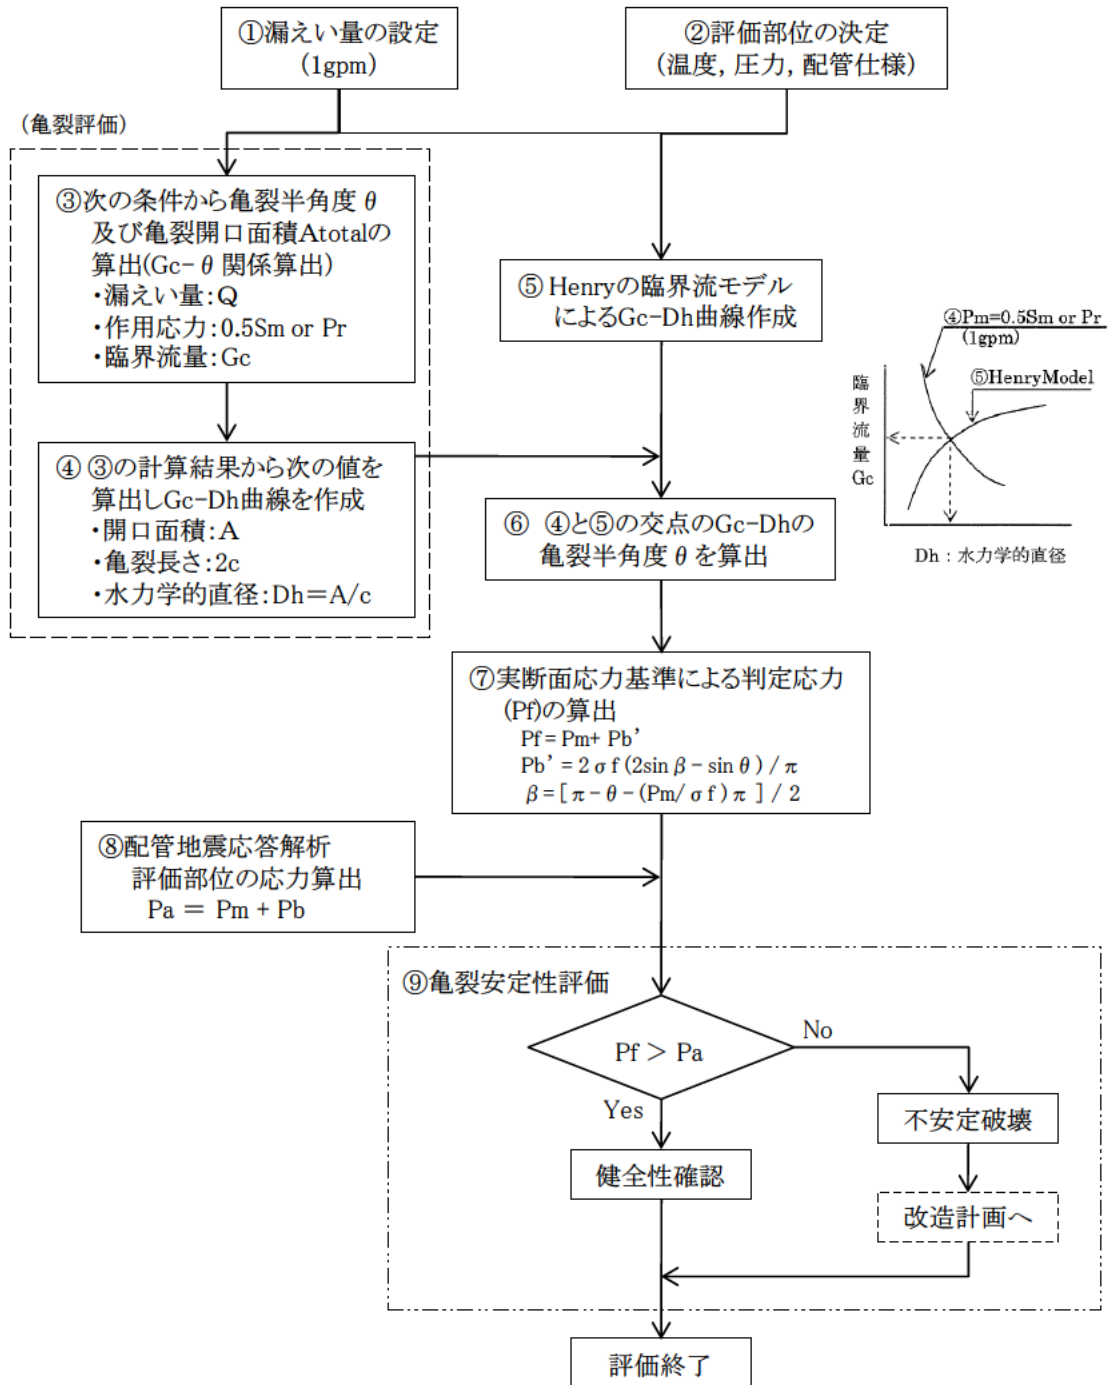 ①漏えい量の設定
(1gpm)
②評価部位の決定
(温度，圧力，配管仕様)
(亀裂評価)
③次の条件から亀裂半角度 θ
及び亀裂開口面積Atotalの
算出(Gc-θ 関係算出)
・漏えい量:Q
・作用応力:0.5Sm or Pr
・臨界流量:Gc
④ ③の計算結果から次の値を
算出しGc-Dh曲線を作成
・開口面積:A
・亀裂長さ:2c
・水力学的直径:Dh＝A/c
⑤ Henryの臨界流モデル
によるGc-Dh曲線作成
④Pm=0.5Sm or Pr
(1gpm)
⑤HenryModel
臨界流量Gc
Dh：水力学的直径
⑥ ④と⑤の交点のGc-Dhの
亀裂半角度 θ を算出
⑦実断面応力基準による判定応力
(Pf)の算出
Pf = Pm+ Pb’
Pb’ = 2 σ f (2sin β − sin θ) / π
β = [ π − θ − (Pm/ σ f ) π ] / 2
⑧配管地震応答解析
評価部位の応力算出
Pa ＝ Pm + Pb
⑨亀裂安定性評価
Pf ＞ Pa
No
Yes
不安定破壊
健全性確認
改造計画へ
評価終了